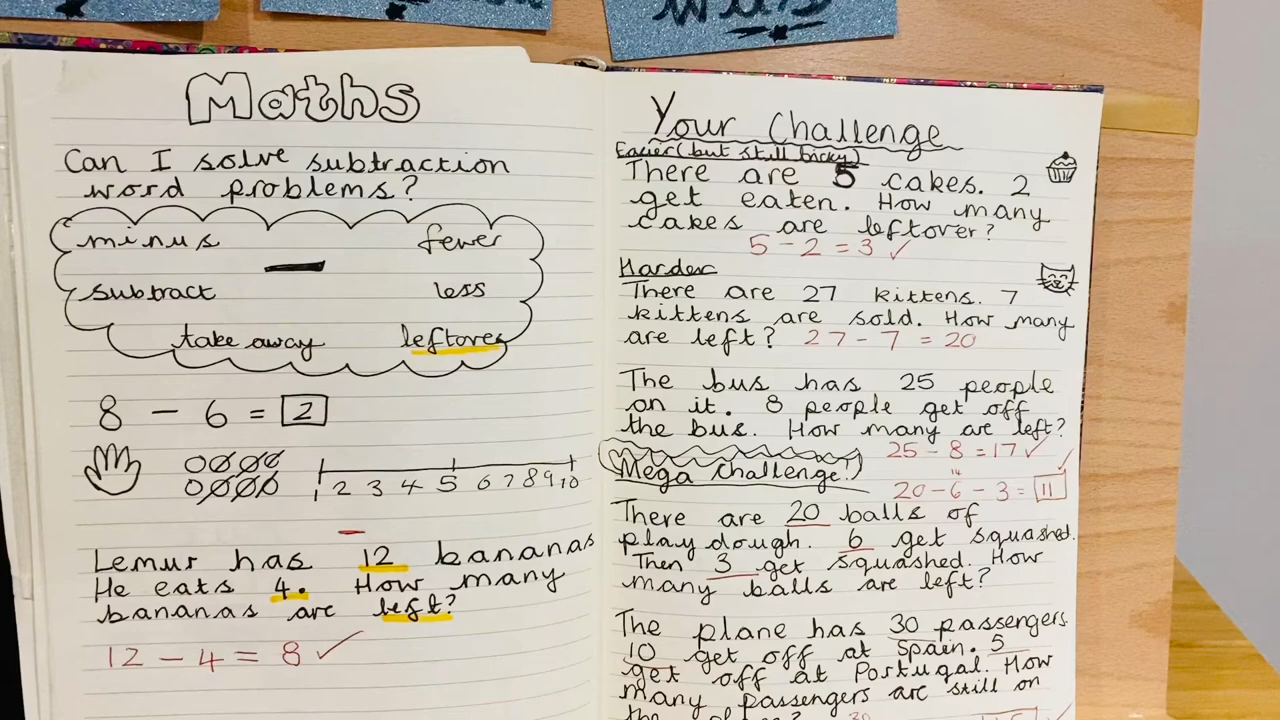 Maths
Can I solve subtraction
word problems?
minus fewer
subtract less
take away leftover
8 - 6 = 2
1 2 3 4 5 6 7 8 9 10
Lemur has 12 bananas
He eats 4. How many
bananas are left?
12 - 4 = 8 ✓
Your Challenge
Easier (but still tricky)
There are 5 cakes. 2
get eaten. How many
cakes are leftover?
5 - 2 = 3 ✓
Harder
There are 27 kittens. 7
kittens are sold. How many
are left? 27 - 7 = 20
The bus has 25 people
on it. 8 people get off
the bus. How many are left?
25 - 8 = 17 ✓
Mega Challenge!
14
20 - 6 - 3 = 11 ✓
There are 20 balls of
play dough. 6 get squashed.
Then 3 get squashed. How
many balls are left?
The plane has 30 passengers
10 get off at Spain. 5
get off at Portugal. How
many passengers are still on